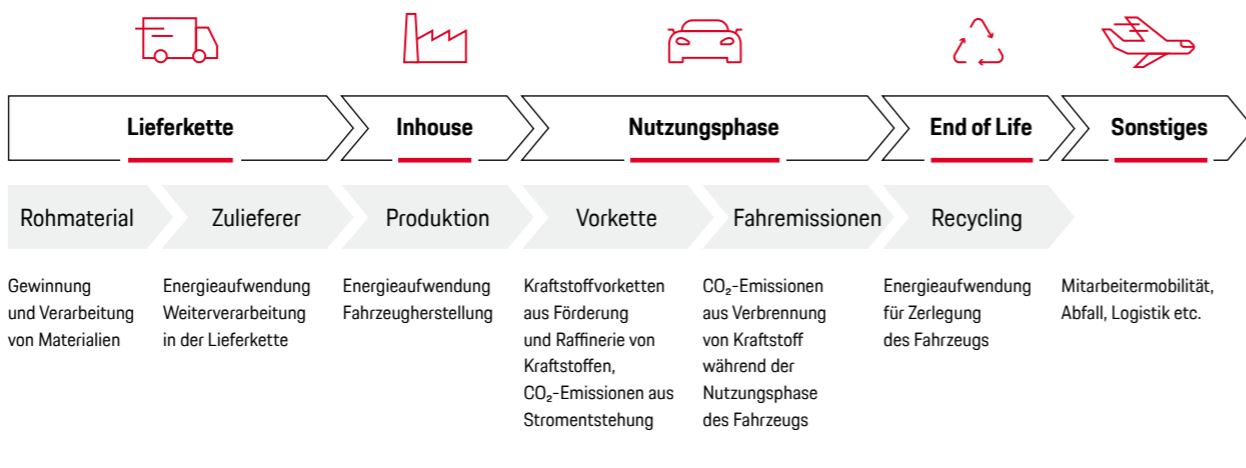 Lieferkette
Inhouse
Nutzungsphase
End of Life
Sonstiges
Rohmaterial
Zulieferer
Produktion
Vorkette
Fahremissionen
Recycling
Gewinnung
und Verarbeitung
von Materialien
Energieaufwendung
Weiterverarbeitung
in der Lieferkette
Energieaufwendung
Fahrzeugherstellung
Kraftstoffvorketten
aus Förderung
und Raffinerie von
Kraftstoffen,
CO₂-Emissionen aus
Stromentstehung
CO₂-Emissionen
aus Verbrennung
von Kraftstoff
während der
Nutzungsphase
des Fahrzeugs
Energieaufwendung
für Zerlegung
des Fahrzeugs
Mitarbeitermobilität,
Abfall, Logistik etc.